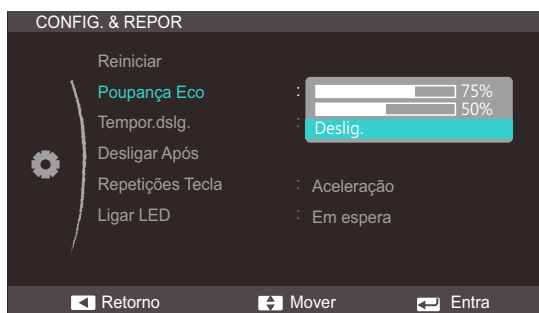 CONFIG. & REPOR
Reiniciar
Poupança Eco : 75%
50%
Deslig.
Tempor.dslg. :
Desligar Após
Repetições Tecla : Aceleração
Ligar LED : Em espera
Retorno Mover Entra